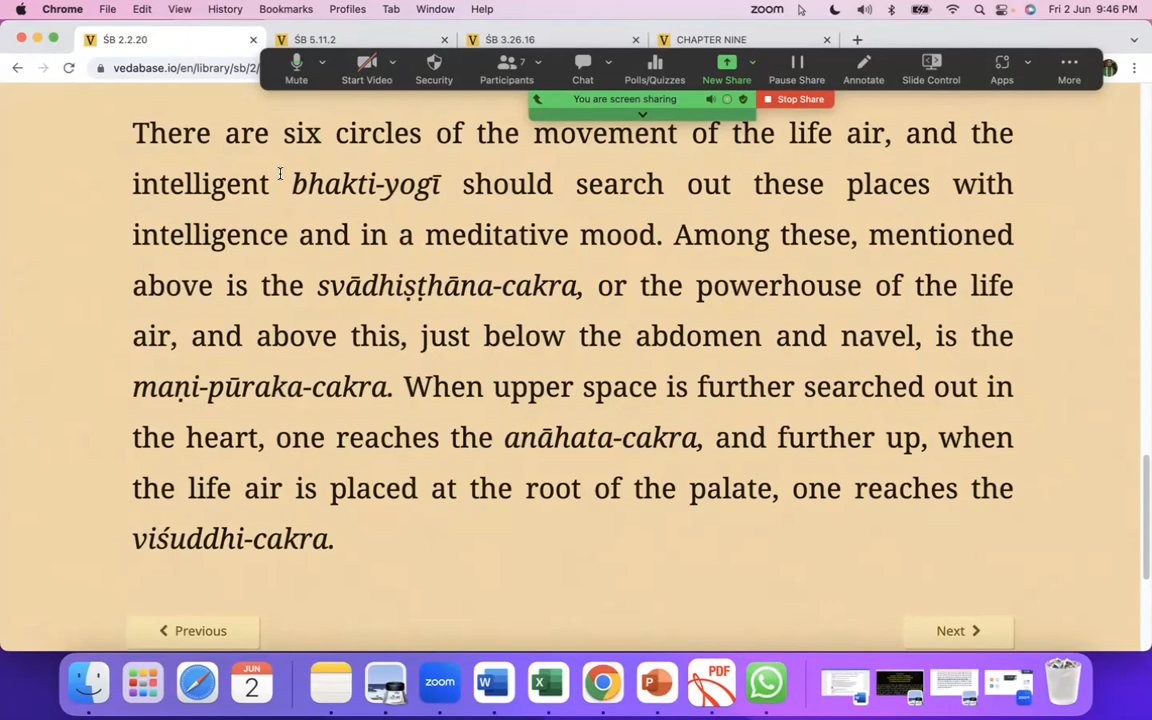 Chrome File Edit View History Bookmarks Profiles Tab Window Help zoom Fri 2 Jun 9:46 PM
ŚB 2.2.20 ŚB 5.11.2 ŚB 3.26.16 CHAPTER NINE
vedabase.io/en/library/sb/2/
Mute Start Video Security Participants 7 Chat Polls/Quizzes New Share Pause Share Annotate Slide Control Apps More
You are screen sharing Stop Share
There are six circles of the movement of the life air, and the
intelligent bhakti-yogī should search out these places with
intelligence and in a meditative mood. Among these, mentioned
above is the svādhiṣṭhāna-cakra, or the powerhouse of the life
air, and above this, just below the abdomen and navel, is the
maṇi-pūraka-cakra. When upper space is further searched out in
the heart, one reaches the anāhata-cakra, and further up, when
the life air is placed at the root of the palate, one reaches the
viśuddhi-cakra.
Previous Next
JUN
2
zoom
PDF